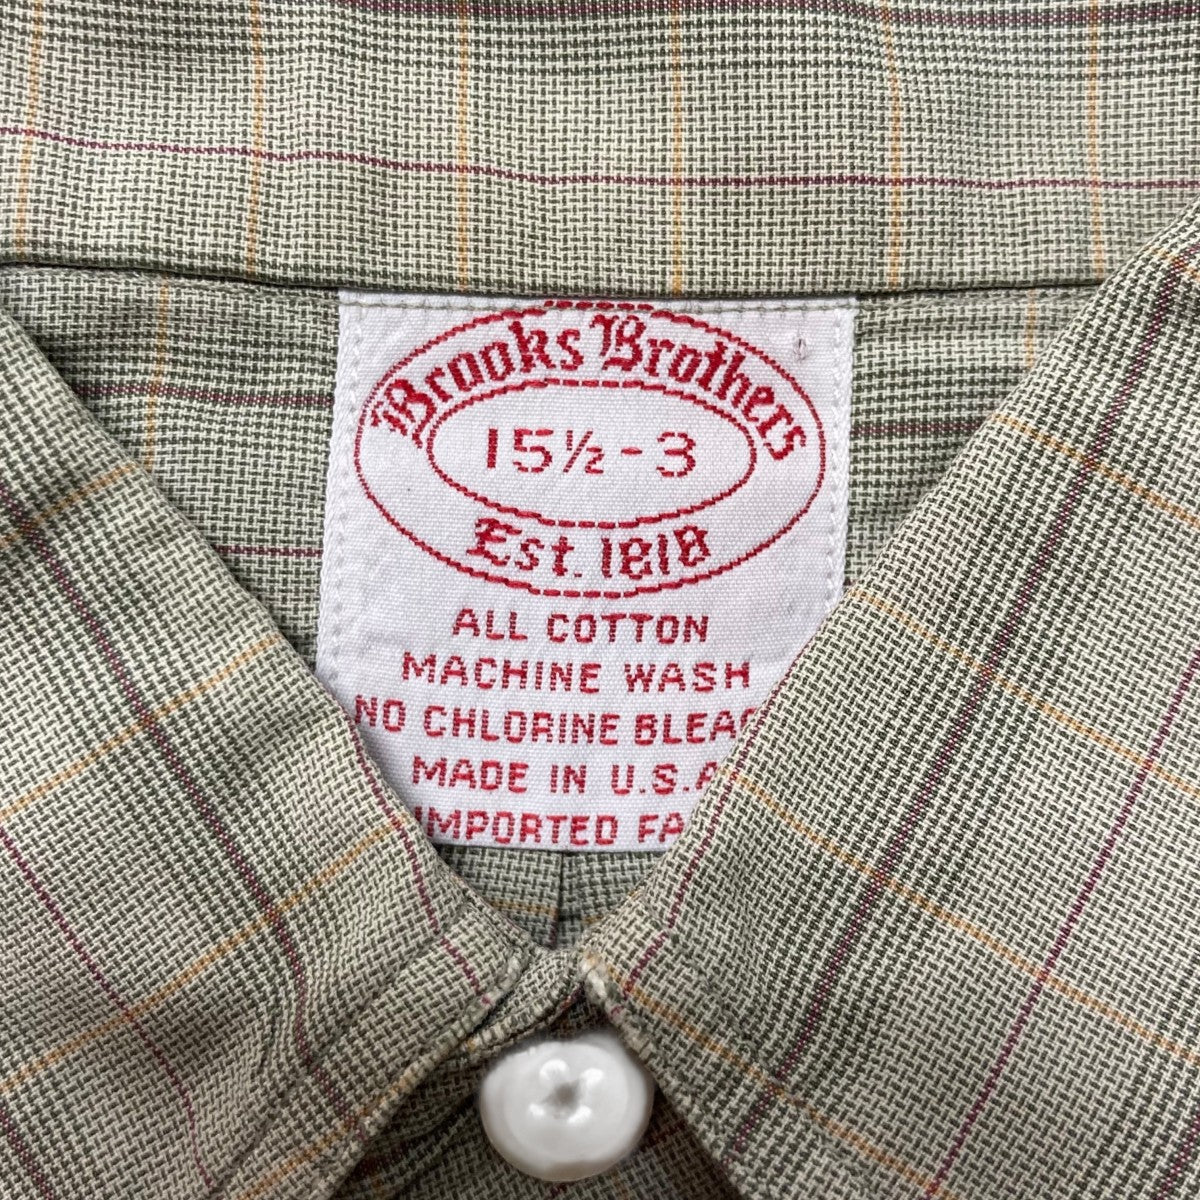 Brooks Brothers
15½-3
Est. 1818
ALL COTTON
MACHINE WASH
NO CHLORINE BLEAC
MADE IN U.S.A
IMPORTED FA